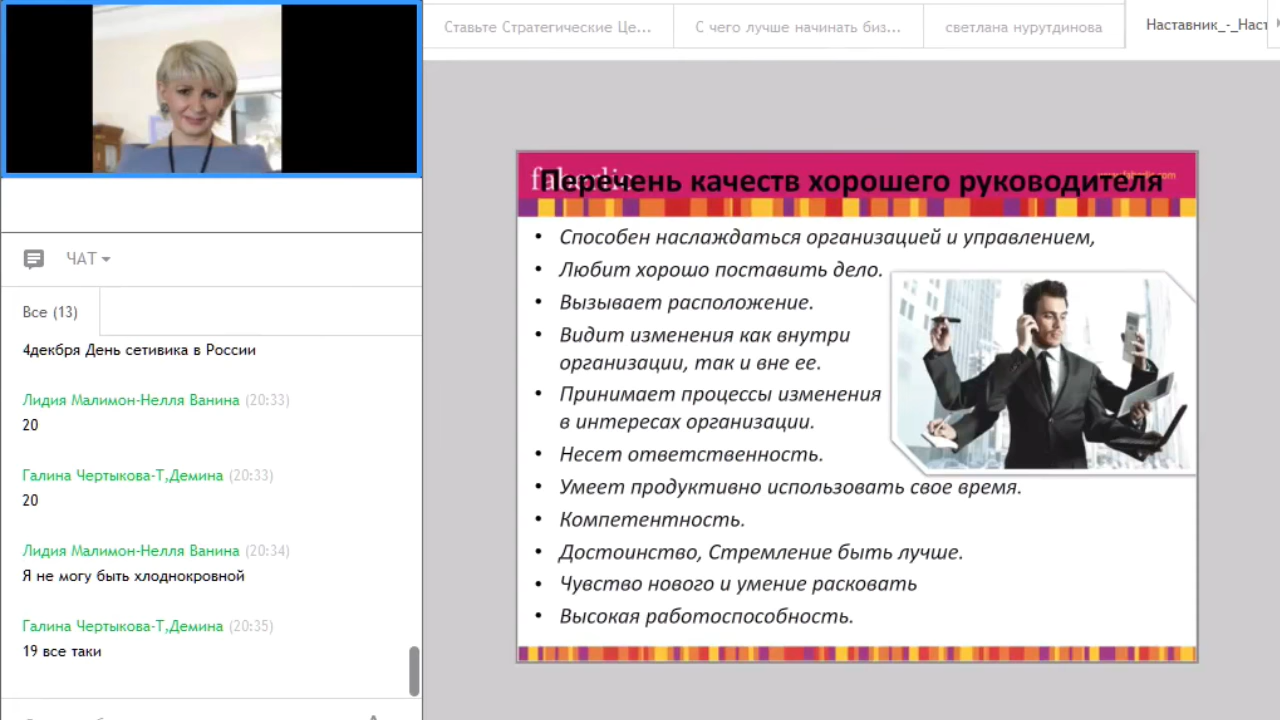 Ставьте Стратегические Це...
С чего лучше начинать биз...
светлана нурутдинова
Наставник_-_Наст
ЧАТ
Все (13)
4декбря День сетивика в России
Лидия Малимон-Нелля Ванина (20:33)
20
Галина Чертыкова-Т,Демина (20:33)
20
Лидия Малимон-Нелля Ванина (20:34)
Я не могу быть хлоднокровной
Галина Чертыкова-Т,Демина (20:35)
19 все таки
faberlic
www.faberlic.com
Перечень качеств хорошего руководителя
• Способен наслаждаться организацией и управлением,
• Любит хорошо поставить дело.
• Вызывает расположение.
• Видит изменения как внутри
организации, так и вне ее.
• Принимает процессы изменения
в интересах организации.
• Несет ответственность.
• Умеет продуктивно использовать свое время.
• Компетентность.
• Достоинство, Стремление быть лучше.
• Чувство нового и умение расковать
• Высокая работоспособность.